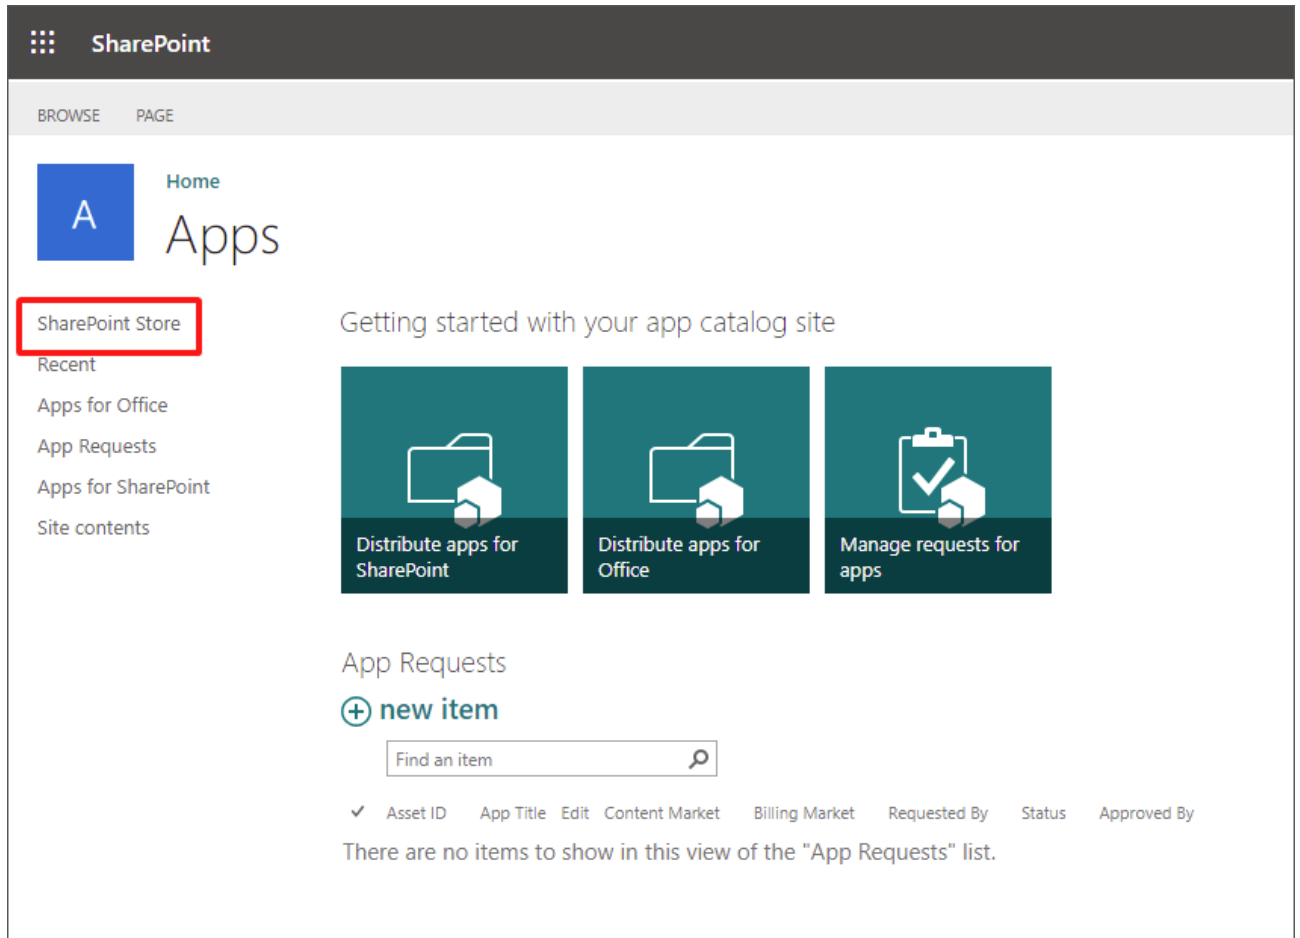 SharePoint
BROWSE PAGE
A
Home
Apps
SharePoint Store
Recent
Apps for Office
App Requests
Apps for SharePoint
Site contents
Getting started with your app catalog site
Distribute apps for
SharePoint
Distribute apps for
Office
Manage requests for
apps
App Requests
new item
Find an item
Asset ID App Title Edit Content Market Billing Market Requested By Status Approved By
There are no items to show in this view of the "App Requests" list.